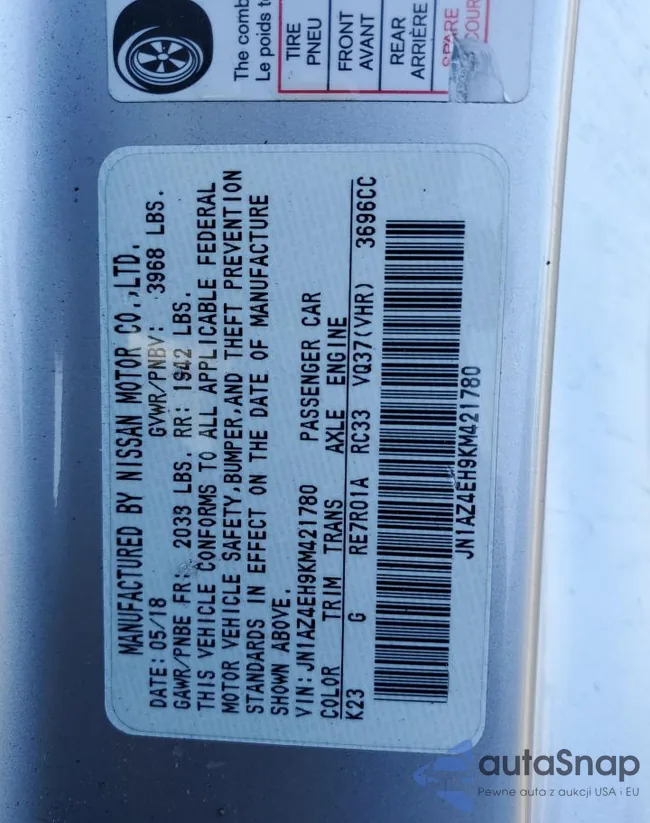 The comb
Le poids to
TIRE
PNEU
FRONT
AVANT
REAR
ARRIÈRE
SPARE
COUR
MANUFACTURED BY NISSAN MOTOR CO.,LTD.
DATE: 05/18 GVWR/PNBV: 3968 LBS.
GAWR/PNBE FR: 2033 LBS. RR: 1942 LBS.
THIS VEHICLE CONFORMS TO ALL APPLICABLE FEDERAL
MOTOR VEHICLE SAFETY,BUMPER,AND THEFT PREVENTION
STANDARDS IN EFFECT ON THE DATE OF MANUFACTURE
SHOWN ABOVE.
VIN: JN1AZ4EH9KM421780 PASSENGER CAR
COLOR TRIM TRANS AXLE ENGINE
K23 G RE7R01A RC33 VQ37(VHR) 3696CC
JN1AZ4EH9KM421780
autoSnap
Pewne auta z aukcji USA i EU